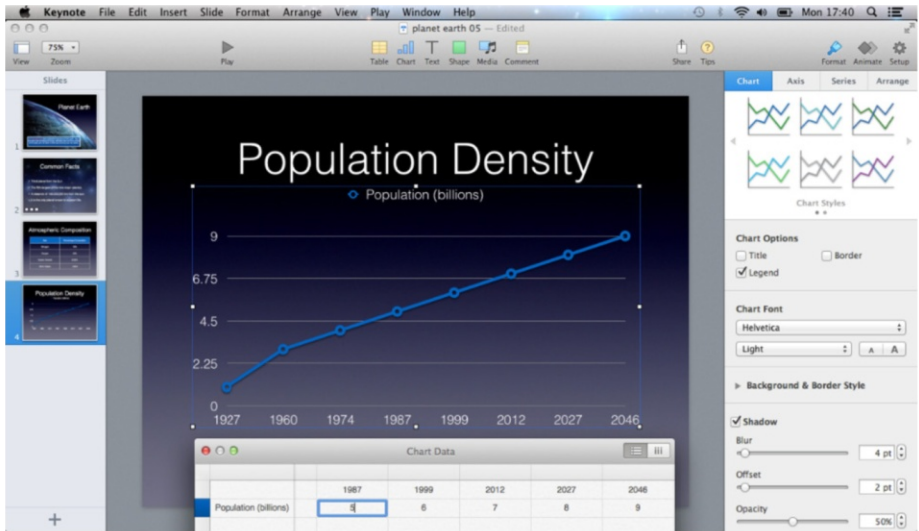 Keynote File Edit Insert Slide Format Arrange View Play Window Help Mon 17:40
planet earth 05 — Edited
75%
View Zoom Play Table Chart Text Shape Media Comment Share Tips Format Animate Setup
Slides
Planet Earth
1
Common Facts
2
Atmospheric Composition
3
Population Density
4
Population Density
Population (billions)
9
6.75
4.5
2.25
0
1927 1960 1974 1987 1999 2012 2027 2046
Chart Data
1987 1999 2012 2027 2046
Population (billions) 5 6 7 8 9
Chart Axis Series Arrange
Chart Styles
Chart Options
Title Border
Legend
Chart Font
Helvetica
Light A A
Background & Border Style
Shadow
Blur
4 pt
Offset
2 pt
Opacity
50%